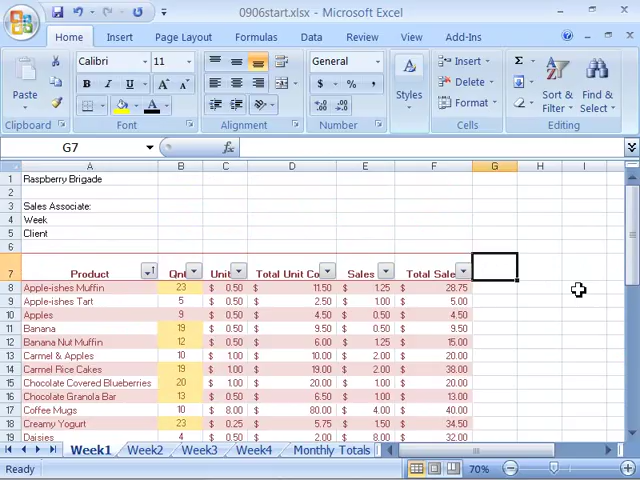 0906start.xlsx - Microsoft Excel
Home Insert Page Layout Formulas Data Review View Add-Ins
Calibri 11 General Insert
Paste B I U Styles Delete Sort & Filter Find & Select
Format
Clipboard Font Alignment Number Cells Editing
G7 fx
A B C D E F G H I
1 Raspberry Brigade
2
3 Sales Associate:
4 Week
5 Client
6
7 Product Qnt Unit Total Unit Co Sales Total Sale
8 Apple-ishes Muffin 23 $ 0.50 $ 11.50 $ 1.25 $ 28.75
9 Apple-ishes Tart 5 $ 0.50 $ 2.50 $ 1.00 $ 5.00
10 Apples 9 $ 0.50 $ 4.50 $ 0.50 $ 4.50
11 Banana 19 $ 0.50 $ 9.50 $ 0.50 $ 9.50
12 Banana Nut Muffin 12 $ 0.50 $ 6.00 $ 1.25 $ 15.00
13 Carmel & Apples 10 $ 1.00 $ 10.00 $ 2.00 $ 20.00
14 Carmel Rice Cakes 19 $ 1.00 $ 19.00 $ 2.00 $ 38.00
15 Chocolate Covered Blueberries 20 $ 1.00 $ 20.00 $ 1.00 $ 20.00
16 Chocolate Granola Bar 13 $ 0.50 $ 6.50 $ 1.00 $ 13.00
17 Coffee Mugs 10 $ 8.00 $ 80.00 $ 4.00 $ 40.00
18 Creamy Yogurt 23 $ 0.25 $ 5.75 $ 1.50 $ 34.50
19 Daisies 4 $ 0.50 $ 2.00 $ 8.00 $ 32.00
Week1 Week2 Week3 Week4 Monthly Totals
Ready 70%